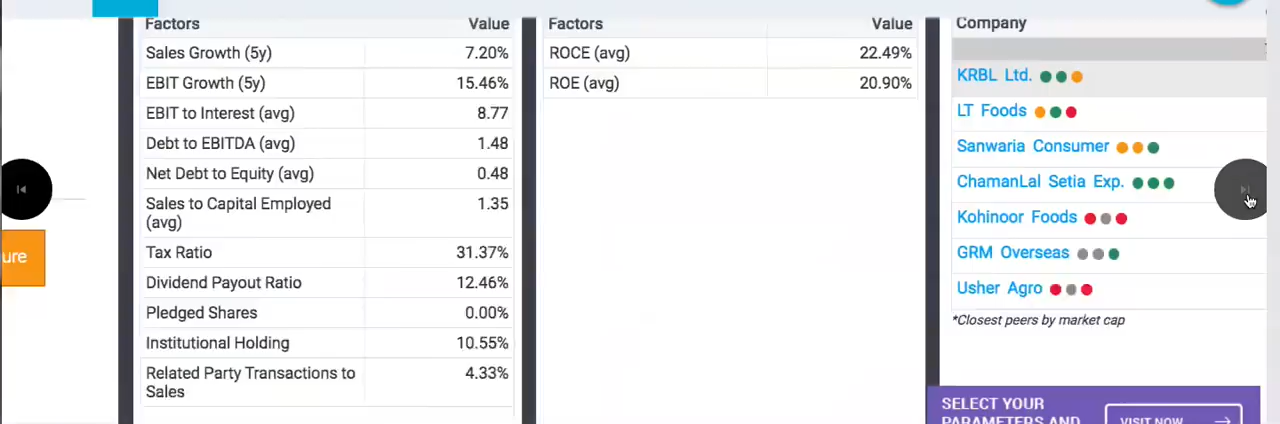 Factors Value
Sales Growth (5y) 7.20%
EBIT Growth (5y) 15.46%
EBIT to Interest (avg) 8.77
Debt to EBITDA (avg) 1.48
Net Debt to Equity (avg) 0.48
Sales to Capital Employed
(avg) 1.35
Tax Ratio 31.37%
Dividend Payout Ratio 12.46%
Pledged Shares 0.00%
Institutional Holding 10.55%
Related Party Transactions to
Sales 4.33%
Factors Value
ROCE (avg) 22.49%
ROE (avg) 20.90%
Company
KRBL Ltd.
LT Foods
Sanwaria Consumer
ChamanLal Setia Exp.
Kohinoor Foods
GRM Overseas
Usher Agro
*Closest peers by market cap
SELECT YOUR
PARAMETERS AND
VISIT NOW
ure